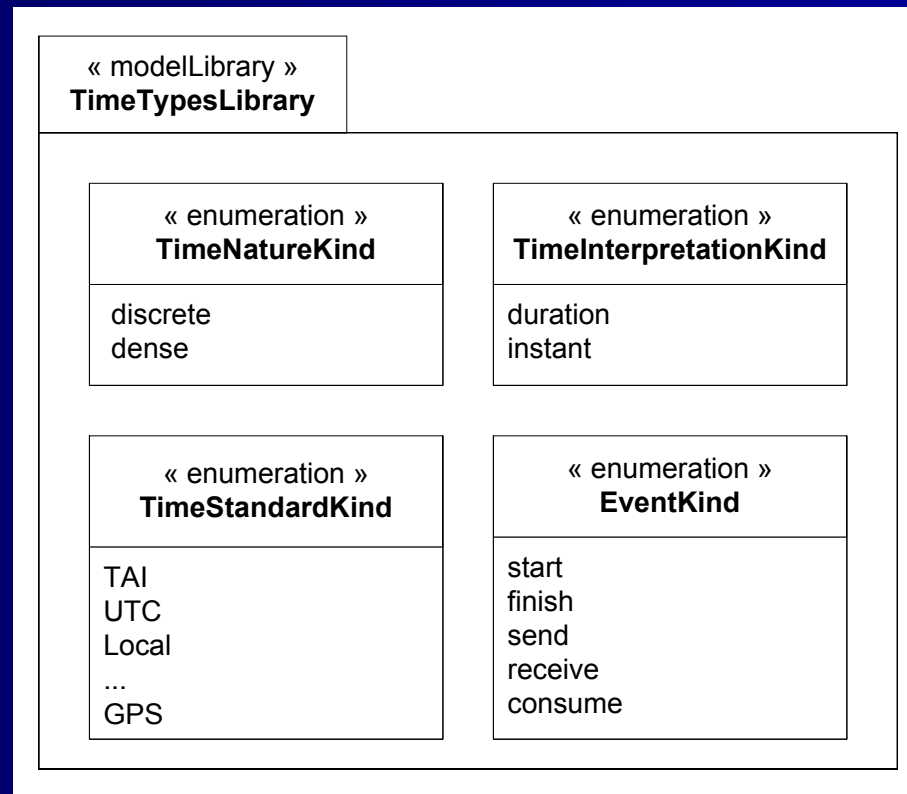 « modelLibrary »
TimeTypesLibrary
« enumeration »
TimeNatureKind
discrete
dense
« enumeration »
TimeInterpretationKind
duration
instant
« enumeration »
TimeStandardKind
TAI
UTC
Local
...
GPS
« enumeration »
EventKind
start
finish
send
receive
consume